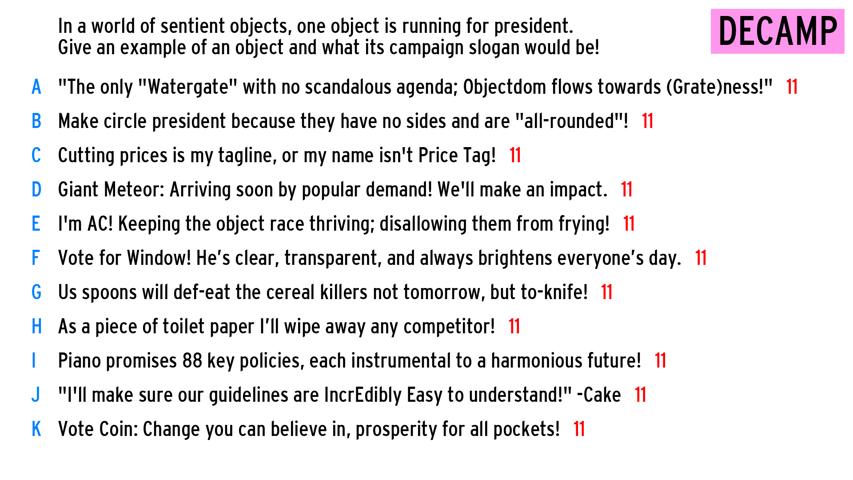 In a world of sentient objects, one object is running for president.
Give an example of an object and what its campaign slogan would be!
DECAMP
A "The only "Watergate" with no scandalous agenda; Objectdom flows towards (Grate)ness!" 11
B Make circle president because they have no sides and are "all-rounded"! 11
C Cutting prices is my tagline, or my name isn't Price Tag! 11
D Giant Meteor: Arriving soon by popular demand! We'll make an impact. 11
E I'm AC! Keeping the object race thriving; disallowing them from frying! 11
F Vote for Window! He's clear, transparent, and always brightens everyone's day. 11
G Us spoons will def-eat the cereal killers not tomorrow, but to-knife! 11
H As a piece of toilet paper I'll wipe away any competitor! 11
I Piano promises 88 key policies, each instrumental to a harmonious future! 11
J "I'll make sure our guidelines are IncrEdibly Easy to understand!" -Cake 11
K Vote Coin: Change you can believe in, prosperity for all pockets! 11